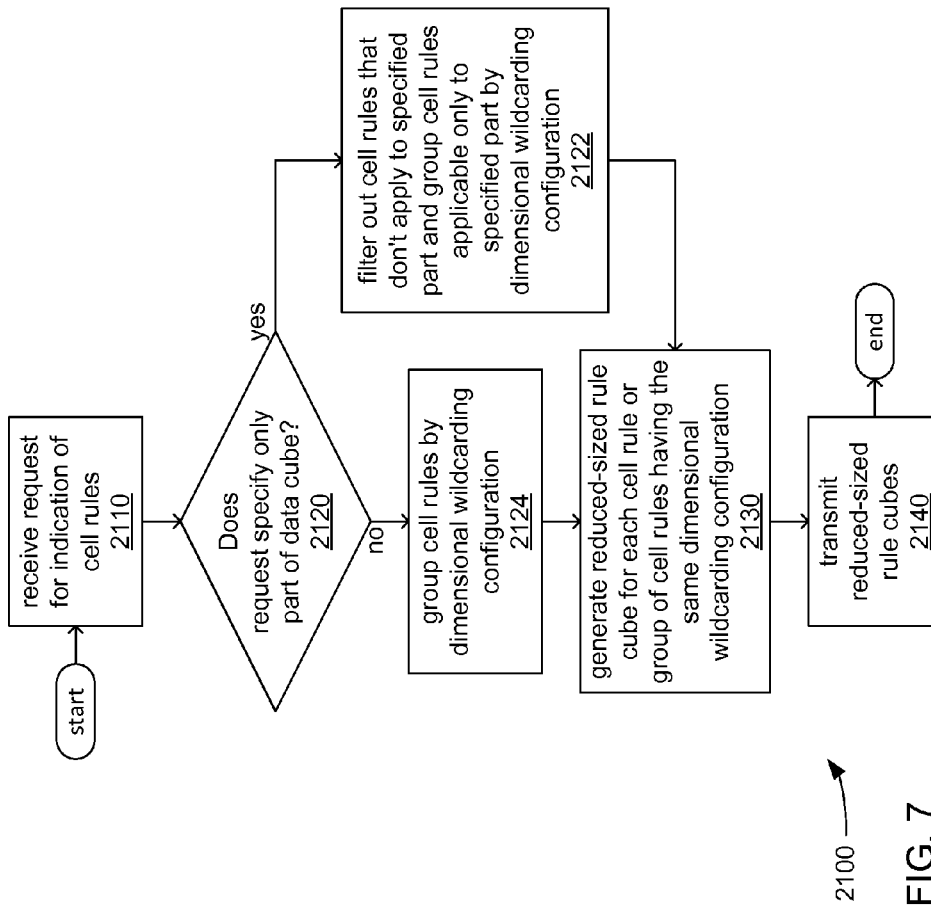 start
receive request
for indication of
cell rules
2110
Does
request specify only
part of data cube?
2120
yes
no
filter out cell rules that
don't apply to specified
part and group cell rules
applicable only to
specified part by
dimensional wildcarding
configuration
2122
group cell rules by
dimensional wildcarding
configuration
2124
generate reduced-sized rule
cube for each cell rule or
group of cell rules having the
same dimensional
wildcarding configuration
2130
transmit
reduced-sized
rule cubes
2140
end
2100
FIG. 7